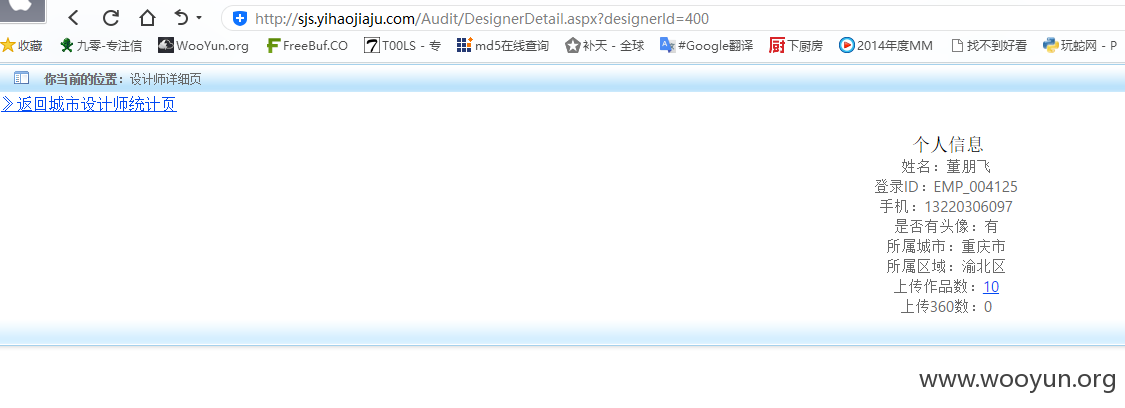 http://sjs.yihaojiaju.com/Audit/DesignerDetail.aspx?designerId=400
收藏 九零-专注信 WooYun.org FreeBuf.CO T00LS - 专 md5在线查询 补天 - 全球 #Google翻译 下厨房 2014年度MM 找不到好看 玩蛇网 - P
你当前的位置：设计师详细页
》返回城市设计师统计页
个人信息
姓名：董朋飞
登录ID：EMP_004125
手机：13220306097
是否有头像：有
所属城市：重庆市
所属区域：渝北区
上传作品数：10
上传360数：0
www.wooyun.org